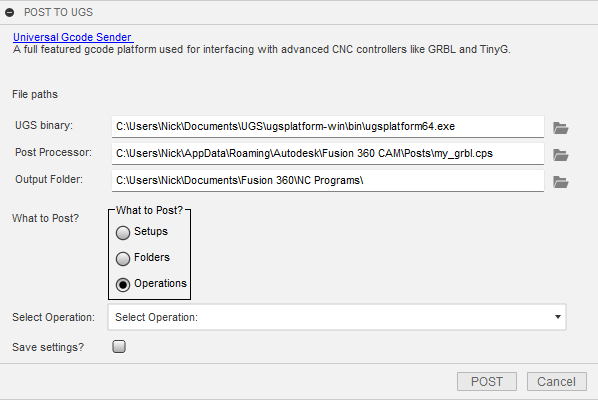 POST TO UGS
Universal Gcode Sender
A full featured gcode platform used for interfacing with advanced CNC controllers like GRBL and TinyG.
File paths
UGS binary: C:\Users\Nick\Documents\UGS\ugsplatform-win\bin\ugsplatform64.exe
Post Processor: C:\Users\Nick\AppData\Roaming\Autodesk\Fusion 360 CAM\Posts\my_grbl.cps
Output Folder: C:\Users\Nick\Documents\Fusion 360\NC Programs\
What to Post? What to Post?
Setups
Folders
Operations
Select Operation: Select Operation:
Save settings?
POST Cancel